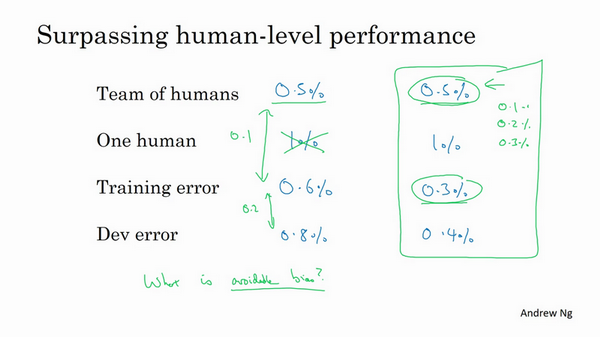 Surpassing human-level performance
Team of humans 0.5% 0.5%
0.1
0.2%
0.3%
One human 1% 1%
0.1
Training error 0.6% 0.3%
0.2
Dev error 0.8% 0.4%
What is avoidable bias?
Andrew Ng